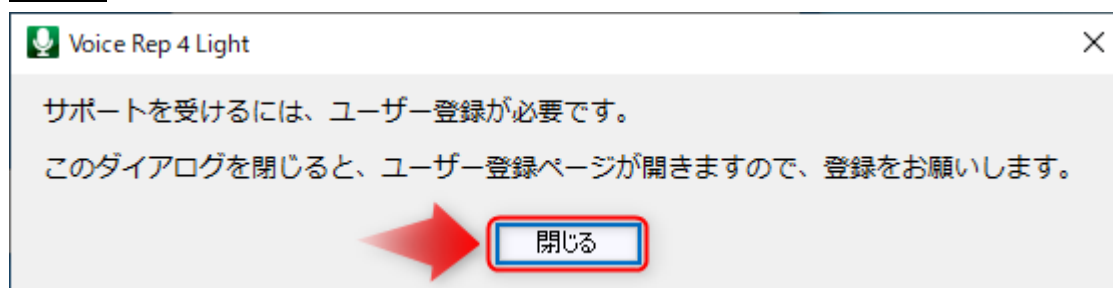 Voice Rep 4 Light
サポートを受けるには、ユーザー登録が必要です。
このダイアログを閉じると、ユーザー登録ページが開きますので、登録をお願いします。
閉じる